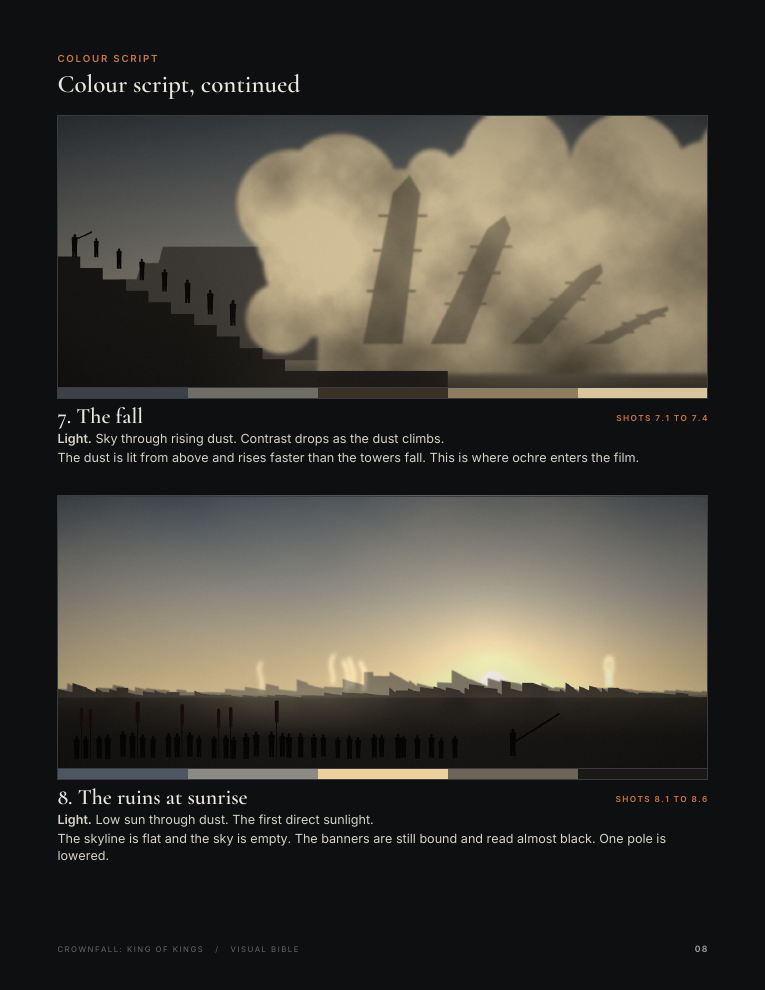 COLOUR SCRIPT
Colour script, continued
7. The fall
SHOTS 7.1 TO 7.4
Light. Sky through rising dust. Contrast drops as the dust climbs.
The dust is lit from above and rises faster than the towers fall. This is where ochre enters the film.
8. The ruins at sunrise
SHOTS 8.1 TO 8.6
Light. Low sun through dust. The first direct sunlight.
The skyline is flat and the sky is empty. The banners are still bound and read almost black. One pole is
lowered.
CROWNFALL: KING OF KINGS / VISUAL BIBLE
08